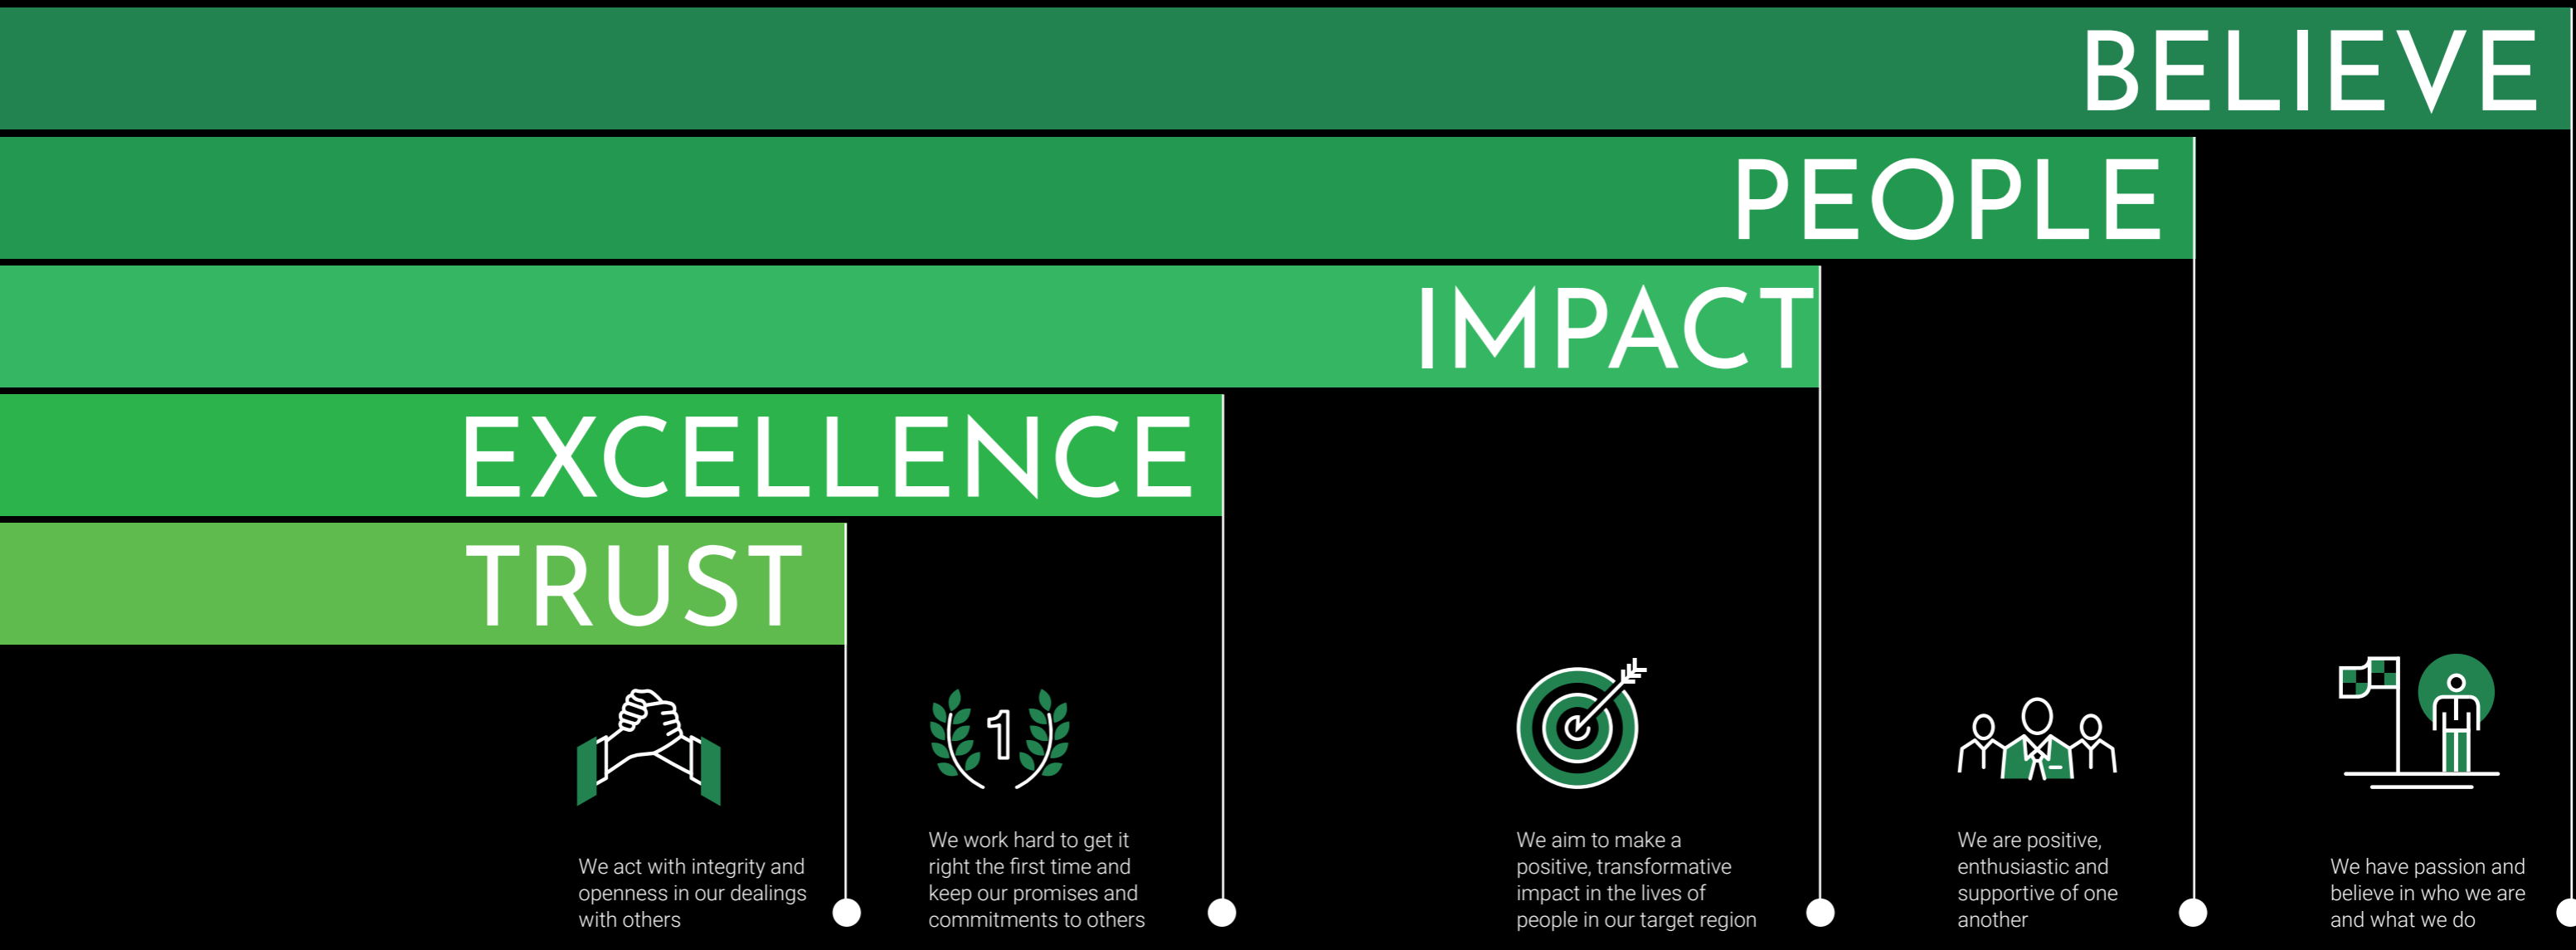 BELIEVE
PEOPLE
IMPACT
EXCELLENCE
TRUST
1
We act with integrity and
openness in our dealings
with others
We work hard to get it
right the first time and
keep our promises and
commitments to others
We aim to make a
positive, transformative
impact in the lives of
people in our target region
We are positive,
enthusiastic and
supportive of one
another
We have passion and
believe in who we are
and what we do